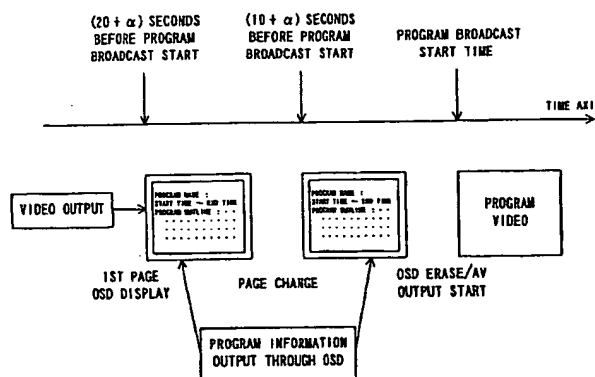 (20 + α) SECONDS
BEFORE PROGRAM
BROADCAST START
(10 + α) SECONDS
BEFORE PROGRAM
BROADCAST START
PROGRAM BROADCAST
START TIME
TIME AXI
VIDEO OUTPUT
PROGRAM NAME :
START TIME ~ END TIME
PROGRAM OUTLINE : · ·
PROGRAM NAME :
START TIME ~ END TIME
PROGRAM OUTLINE : · ·
PROGRAM
VIDEO
1ST PAGE
OSD DISPLAY
PAGE CHANGE
OSD ERASE/AV
OUTPUT START
PROGRAM INFORMATION
OUTPUT THROUGH OSD